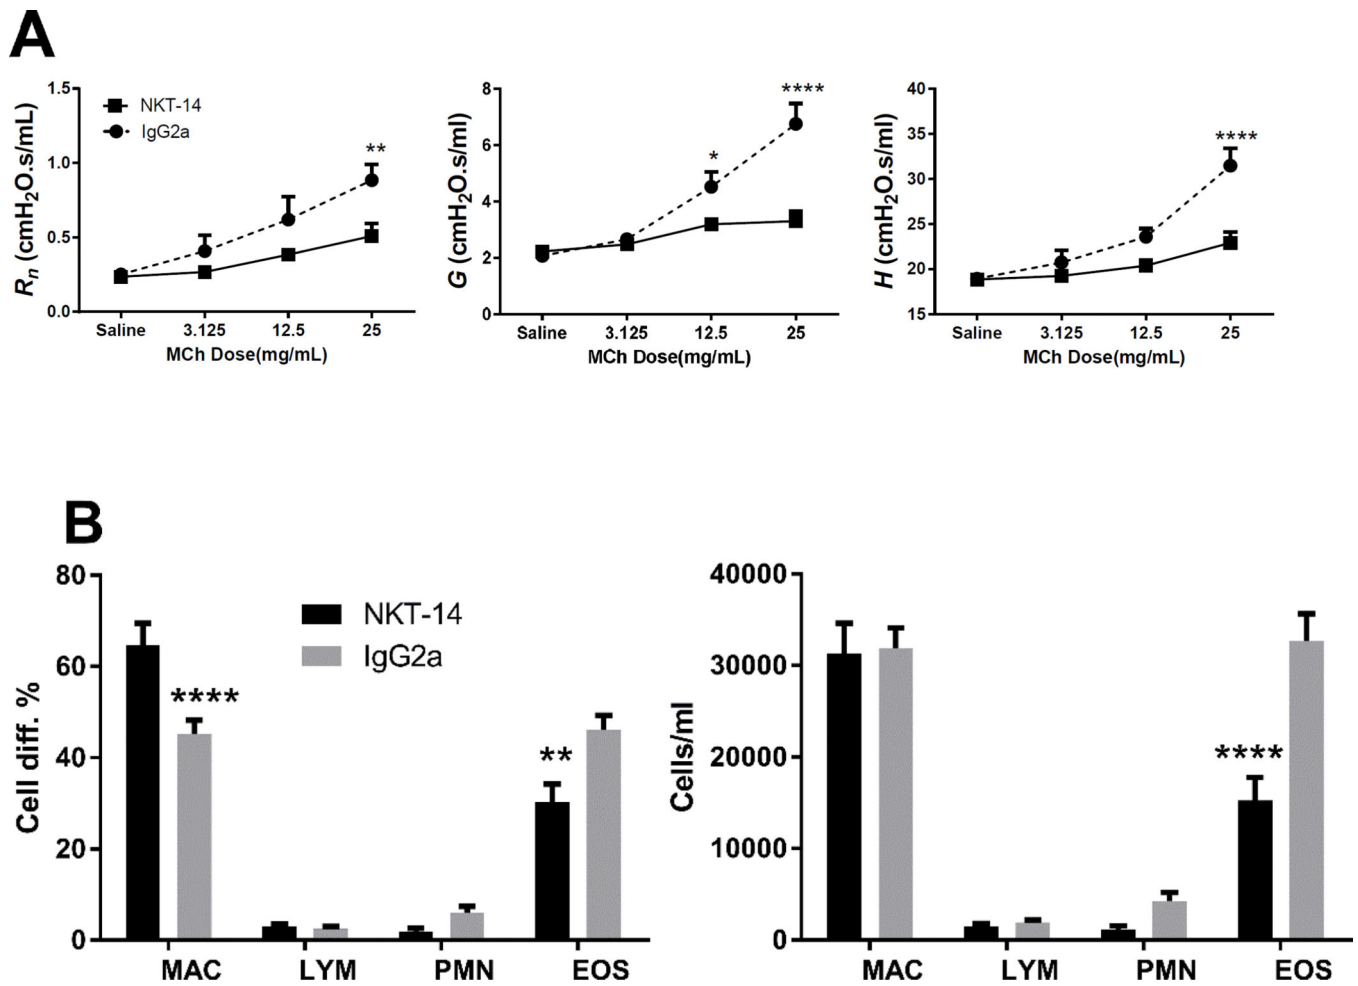 A
1.5
1.0
0.5
0.0
Rn (cmH2O.s/mL)
NKT-14
IgG2a
**
Saline 3.125 12.5 25
MCh Dose(mg/mL)
8
6
4
2
0
G (cmH2O.s/ml)
*
****
Saline 3.125 12.5 25
MCh Dose(mg/mL)
40
35
30
25
20
15
H (cmH2O.s/ml)
****
Saline 3.125 12.5 25
MCh Dose(mg/mL)
B
80
60
40
20
0
Cell diff. %
NKT-14
IgG2a
****
**
MAC LYM PMN EOS
40000
30000
20000
10000
0
Cells/ml
****
MAC LYM PMN EOS